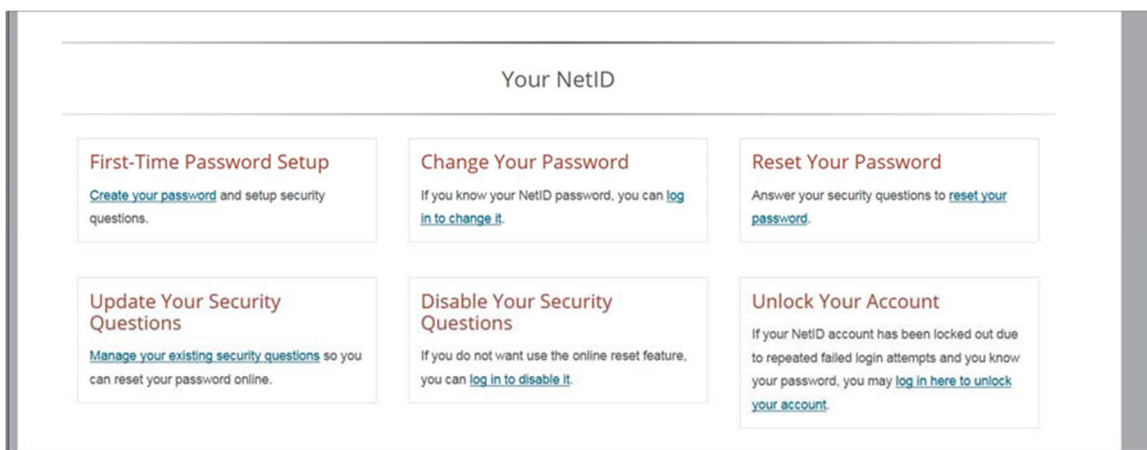 Your NetID
First-Time Password Setup
Create your password and setup security
questions.
Change Your Password
If you know your NetID password, you can log
in to change it.
Reset Your Password
Answer your security questions to reset your
password.
Update Your Security
Questions
Manage your existing security questions so you
can reset your password online.
Disable Your Security
Questions
If you do not want use the online reset feature,
you can log in to disable it.
Unlock Your Account
If your NetID account has been locked out due
to repeated failed login attempts and you know
your password, you may log in here to unlock
your account.